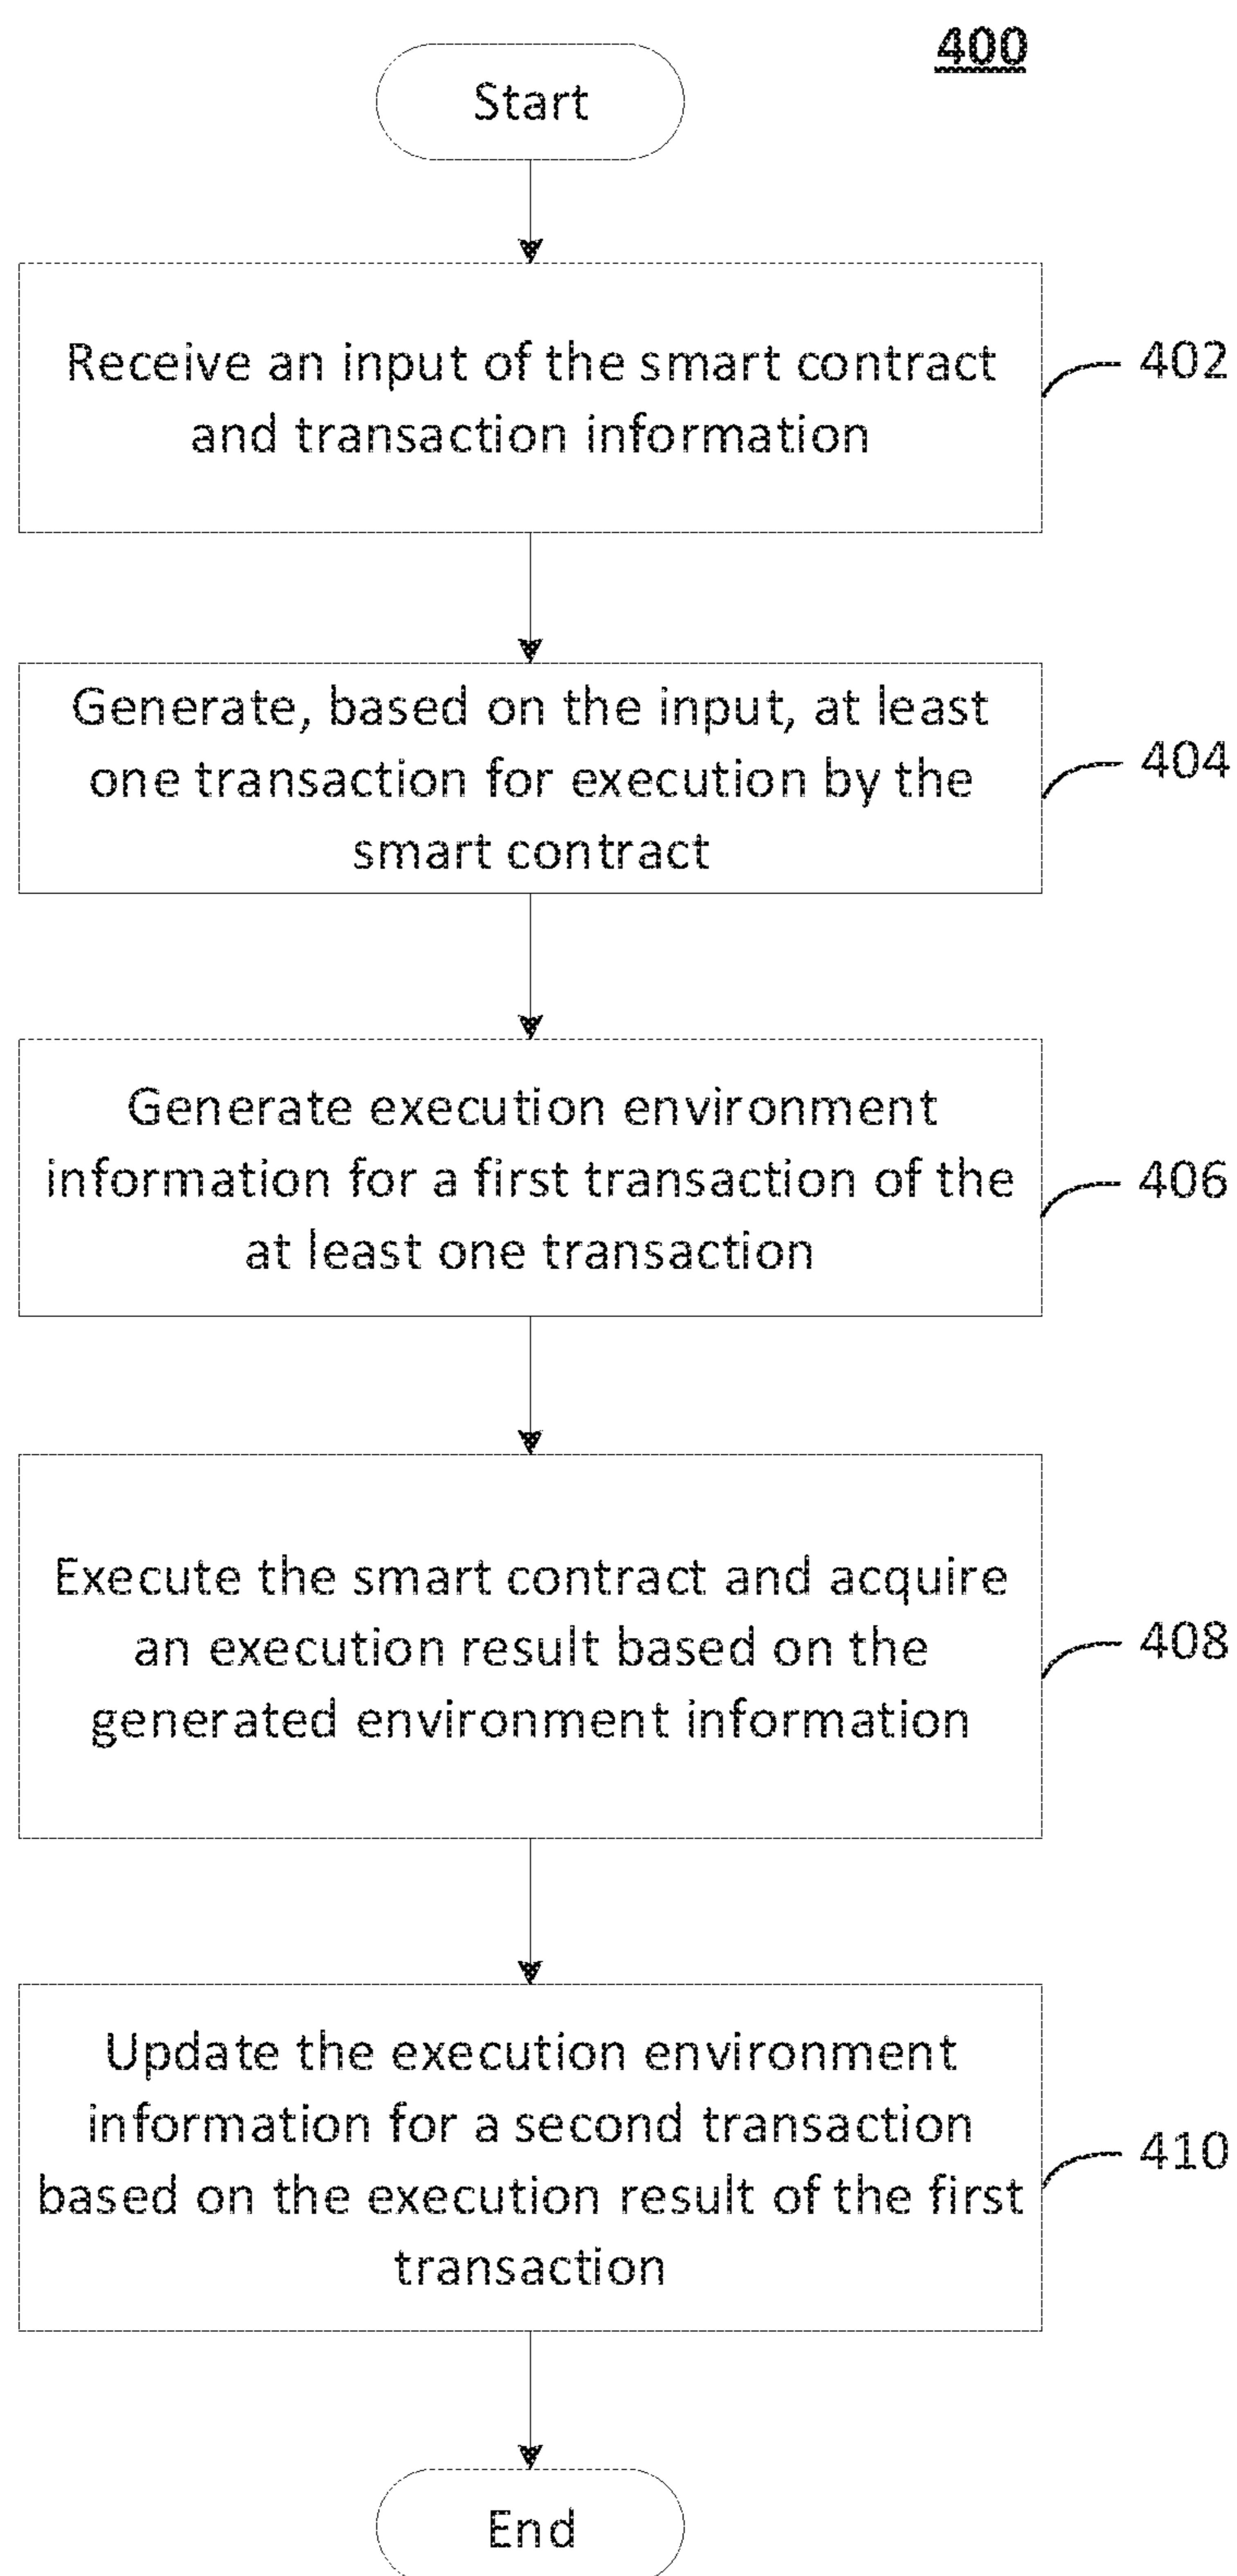 400
Start
Receive an input of the smart contract
and transaction information
402
Generate, based on the input, at least
one transaction for execution by the
smart contract
404
Generate execution environment
information for a first transaction of the
at least one transaction
406
Execute the smart contract and acquire
an execution result based on the
generated environment information
408
Update the execution environment
information for a second transaction
based on the execution result of the first
transaction
410
End